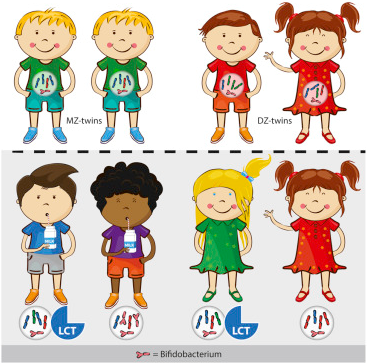 MZ-twins
DZ-twins
MILK
MILK
LCT
LCT
= Bifidobacterium